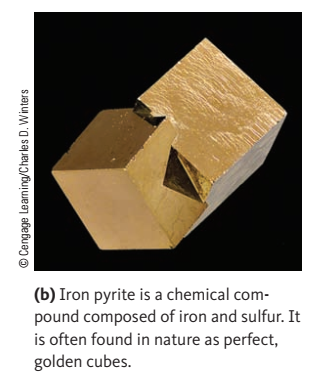 © Cengage Learning/Charles D. Winters
(b) Iron pyrite is a chemical com-
pound composed of iron and sulfur. It
is often found in nature as perfect,
golden cubes.